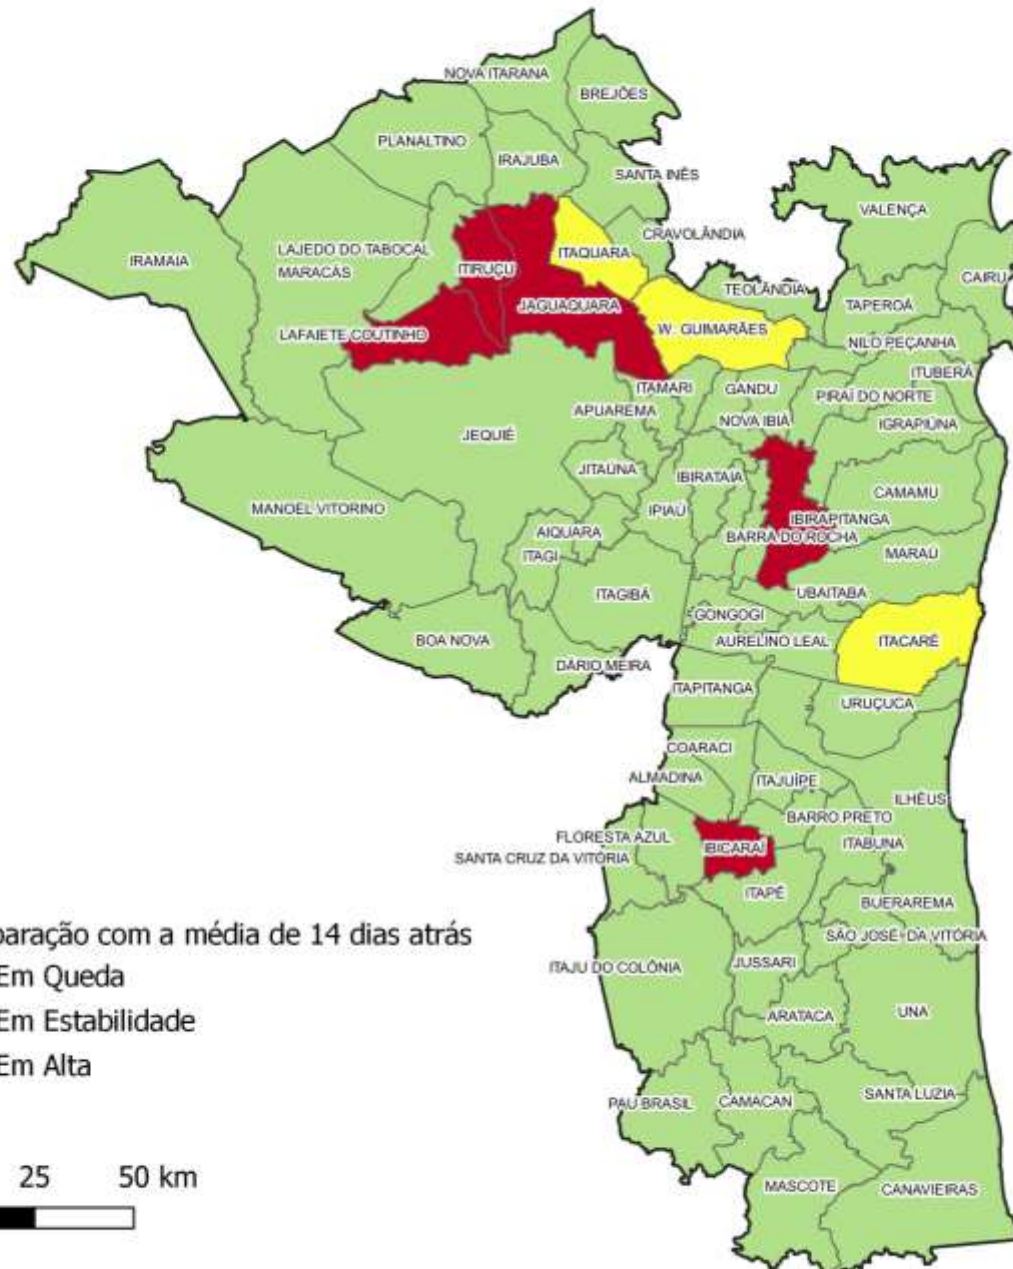 NOVA ITARANA
BREJÕES
PLANALTINO
IRAJUBA
SANTA INÊS
VALENÇA
CRAVOLÂNDIA
LAJEDO DO TABOCAL
ITAQUARA
IRAMAIA
MARACÁS
ITIRUÇU
CAIRU
TEOLÂNDIA
JAGUAQUARA
TAPEROÁ
LAFAIETE COUTINHO
W. GUIMARÃES
NILO PEÇANHA
ITUBERÁ
ITAMARI
GANDU
PIRAÍ DO NORTE
APUAREMA
NOVA IBIÁ
IGRAPIÚNA
JEQUIÉ
JITAÚNA
IBIRATAIA
CAMAMU
MANOEL VITORINO
IPIAÚ
IBIRAPITANGA
AIQUARA
BARRA DO ROCHA
ITAGI
MARAÚ
ITAGIBÁ
UBAITABA
GONGOGI
BOA NOVA
AURELINO LEAL
ITACARÉ
DÁRIO MEIRA
ITAPITANGA
URUÇUCA
COARACI
ALMADINA
ITAJUÍPE
ILHÉUS
BARRO PRETO
FLORESTA AZUL
IBICARAÍ
ITABUNA
SANTA CRUZ DA VITÓRIA
ITAPÉ
BUERAREMA
SÃO JOSÉ DA VITÓRIA
ITAJU DO COLÔNIA
JUSSARI
UNA
ARATACA
SANTA LUZIA
PAU BRASIL
CAMACAN
MASCOTE
CANAVIEIRAS
paração com a média de 14 dias atrás
Em Queda
Em Estabilidade
Em Alta
25 50 km